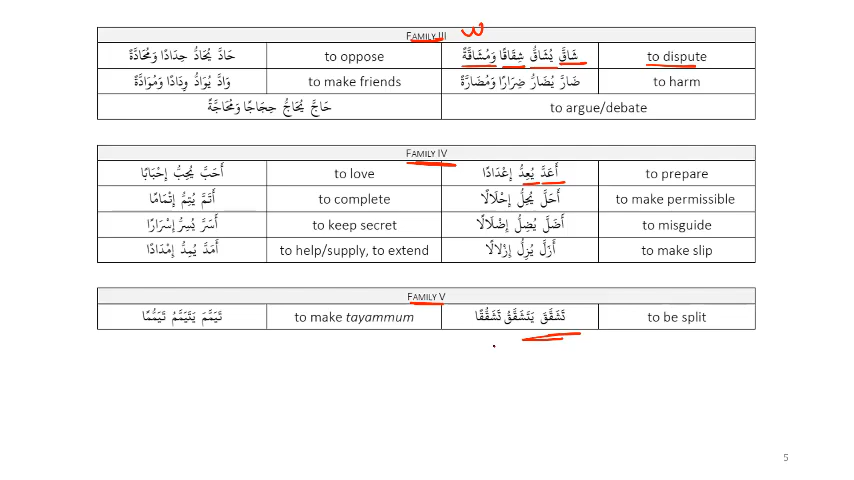 FAMILY III
شَاقَّ يُشَاقُّ شِقَاقًا وَمُشَاقَّةً to dispute حَادَّ يُحَادُّ حِدَادًا وَمُحَادَّةً to oppose
ضَارَّ يُضَارُّ ضِرَارًا وَمُضَارَّةً to harm وَادَّ يُوَادُّ وِدَادًا وَمُوَادَّةً to make friends
حَاجَّ يُحَاجُّ حِجَاجًا وَمُحَاجَّةً to argue/debate
FAMILY IV
أَعَدَّ يُعِدُّ إِعْدَادًا to prepare أَحَبَّ يُحِبُّ إِحْبَابًا to love
أَحَلَّ يُحِلُّ إِحْلَالًا to make permissible أَتَمَّ يُتِمُّ إِتْمَامًا to complete
أَضَلَّ يُضِلُّ إِضْلَالًا to misguide أَسَرَّ يُسِرُّ إِسْرَارًا to keep secret
أَزَلَّ يُزِلُّ إِزْلَالًا to make slip أَمَدَّ يُمِدُّ إِمْدَادًا to help/supply, to extend
FAMILY V
تَشَقَّقَ يَتَشَقَّقُ تَشَقُّقًا to be split تَيَمَّمَ يَتَيَمَّمُ تَيَمُّمًا to make tayammum
5